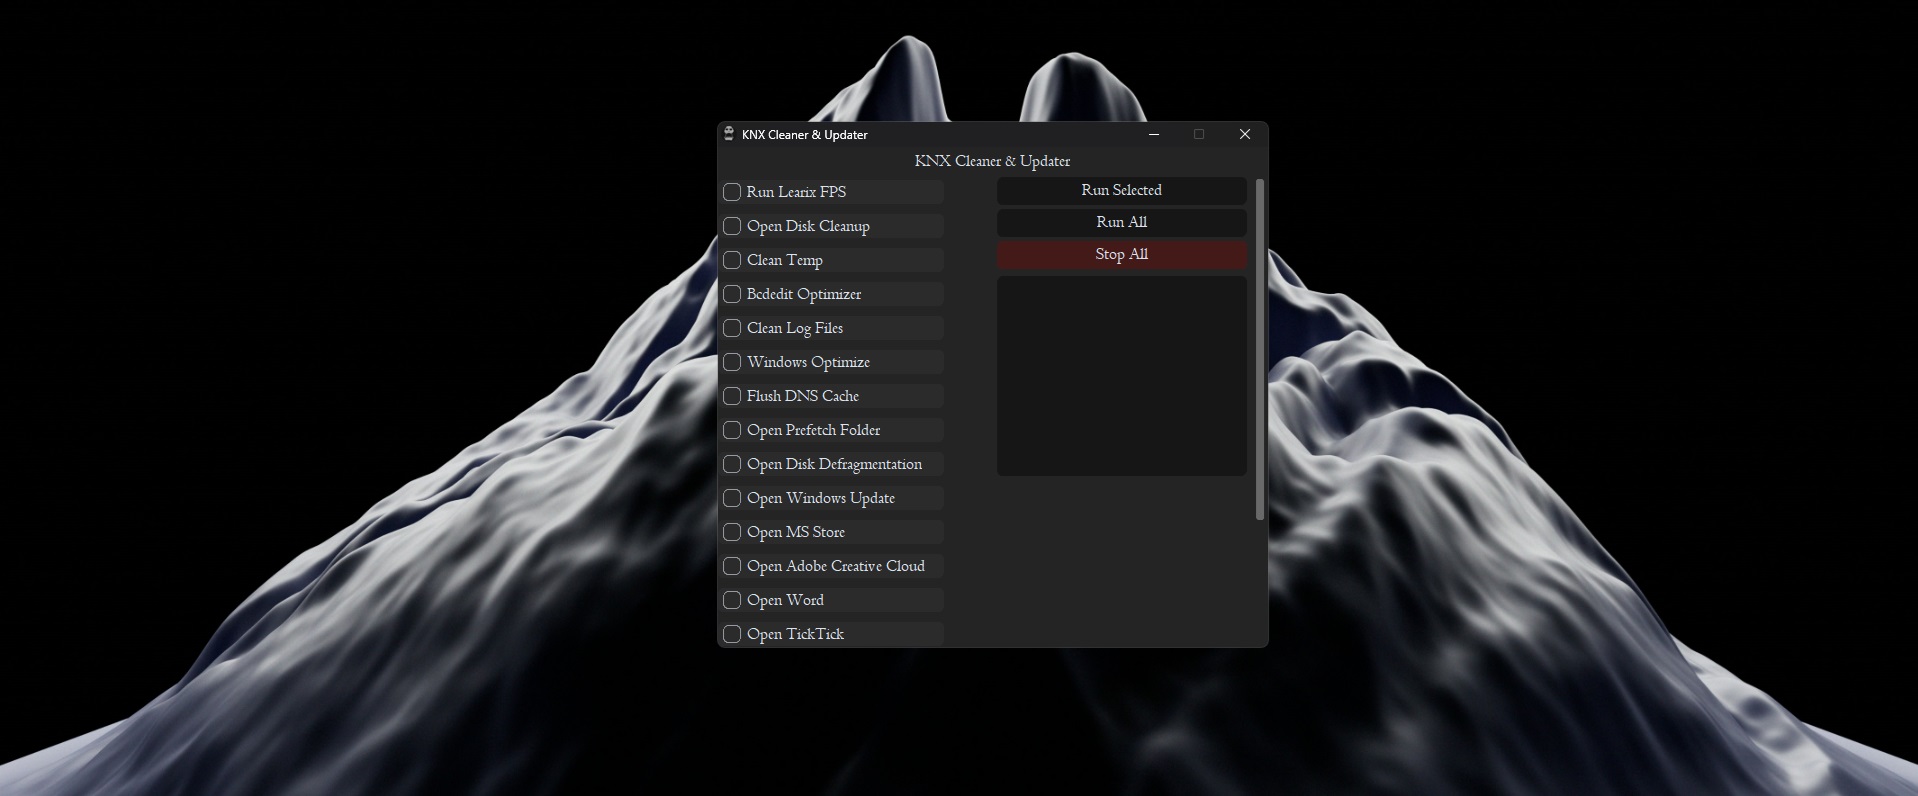 KNX Cleaner & Updater
KNX Cleaner & Updater
Run Learix FPS
Open Disk Cleanup
Clean Temp
Bcdedit Optimizer
Clean Log Files
Windows Optimize
Flush DNS Cache
Open Prefetch Folder
Open Disk Defragmentation
Open Windows Update
Open MS Store
Open Adobe Creative Cloud
Open Word
Open TickTick
Run Selected
Run All
Stop All